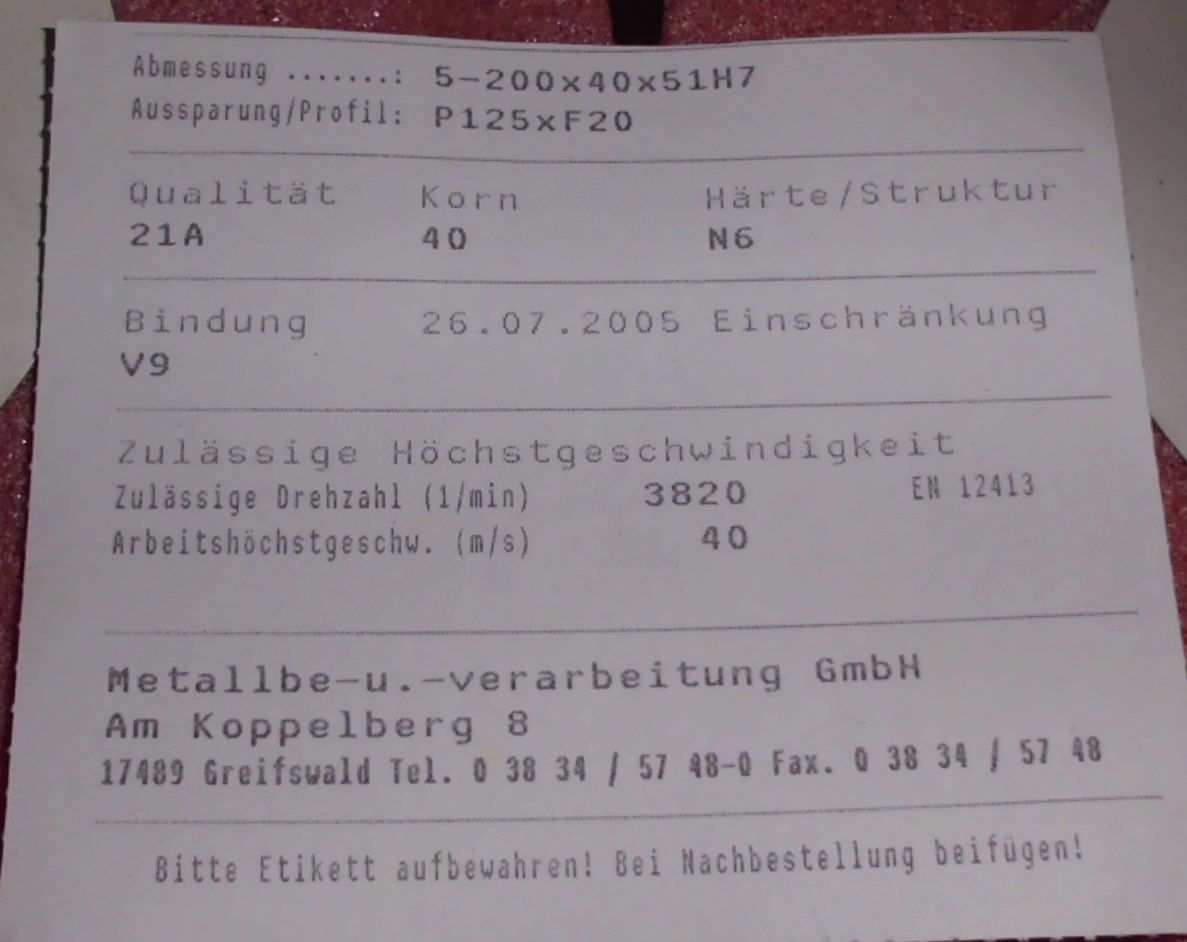 Abmessung .......: 5-200x40x51H7
Aussparung/Profil: P125xF20
Qualität Korn Härte/Struktur
21A 40 N6
Bindung 26.07.2005 Einschränkung
V9
Zulässige Höchstgeschwindigkeit
Zulässige Drehzahl (1/min) 3820 EN 12413
Arbeitshöchstgeschw. (m/s) 40
Metallbe-u.-verarbeitung GmbH
Am Koppelberg 8
17489 Greifswald Tel. 0 38 34 / 57 48-0 Fax. 0 38 34 / 57 48
Bitte Etikett aufbewahren! Bei Nachbestellung beifügen!